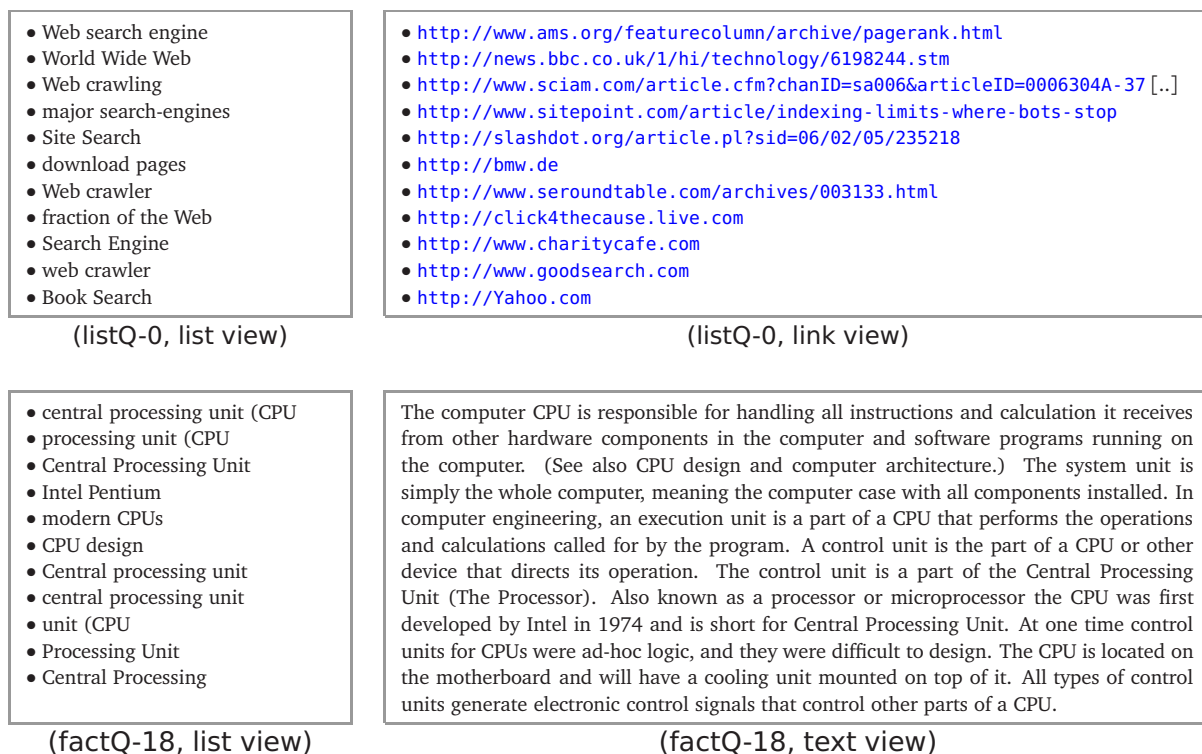 • Web search engine
• World Wide Web
• Web crawling
• major search-engines
• Site Search
• download pages
• Web crawler
• fraction of the Web
• Search Engine
• web crawler
• Book Search
(listQ-0, list view)
• http://www.ams.org/featurecolumn/archive/pagerank.html
• http://news.bbc.co.uk/1/hi/technology/6198244.stm
• http://www.sciam.com/article.cfm?chanID=sa006&articleID=0006304A-37 [..]
• http://www.sitepoint.com/article/indexing-limits-where-bots-stop
• http://slashdot.org/article.pl?sid=06/02/05/235218
• http://bmw.de
• http://www.seroundtable.com/archives/003133.html
• http://click4thecause.live.com
• http://www.charitycafe.com
• http://www.goodsearch.com
• http://Yahoo.com
(listQ-0, link view)
• central processing unit (CPU
• processing unit (CPU
• Central Processing Unit
• Intel Pentium
• modern CPUs
• CPU design
• Central processing unit
• central processing unit
• unit (CPU
• Processing Unit
• Central Processing
(factQ-18, list view)
The computer CPU is responsible for handling all instructions and calculation it receives
from other hardware components in the computer and software programs running on
the computer. (See also CPU design and computer architecture.) The system unit is
simply the whole computer, meaning the computer case with all components installed. In
computer engineering, an execution unit is a part of a CPU that performs the operations
and calculations called for by the program. A control unit is the part of a CPU or other
device that directs its operation. The control unit is a part of the Central Processing
Unit (The Processor). Also known as a processor or microprocessor the CPU was first
developed by Intel in 1974 and is short for Central Processing Unit. At one time control
units for CPUs were ad-hoc logic, and they were difficult to design. The CPU is located on
the motherboard and will have a cooling unit mounted on top of it. All types of control
units generate electronic control signals that control other parts of a CPU.
(factQ-18, text view)